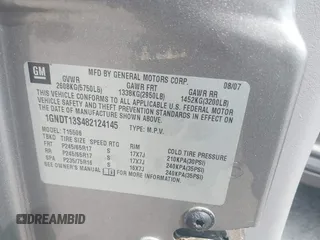 GM
MFD BY GENERAL MOTORS CORP. 08/07
GVWR GAWR FRT GAWR RR
2608KG(5750LB) 1338KG(2950LB) 1452KG(3200LB)
THIS VEHICLE CONFORMS TO ALL APPLICABLE U.S. FEDERAL MOTOR
VEHICLE SAFETY AND THEFT PREVENTION STANDARDS IN EFFECT ON THE
DATE OF MANUFACTURE SHOWN ABOVE.
1GNDT13S482124145 TYPE: M.P.V.
T15506
TB&D TIRE SIZE SPEED RTG RIM COLD TIRE PRESSURE
FRT P245/65R17 S 17X7J 210KPA(30PSI)
RR P245/65R17 S 17X7J 240KPA(35PSI)
SPA P235/75R16 S 16X7J 240KPA(35PSI)
SEE OWNER'S MANUAL FOR MORE INFORMATION.
DREAMBID